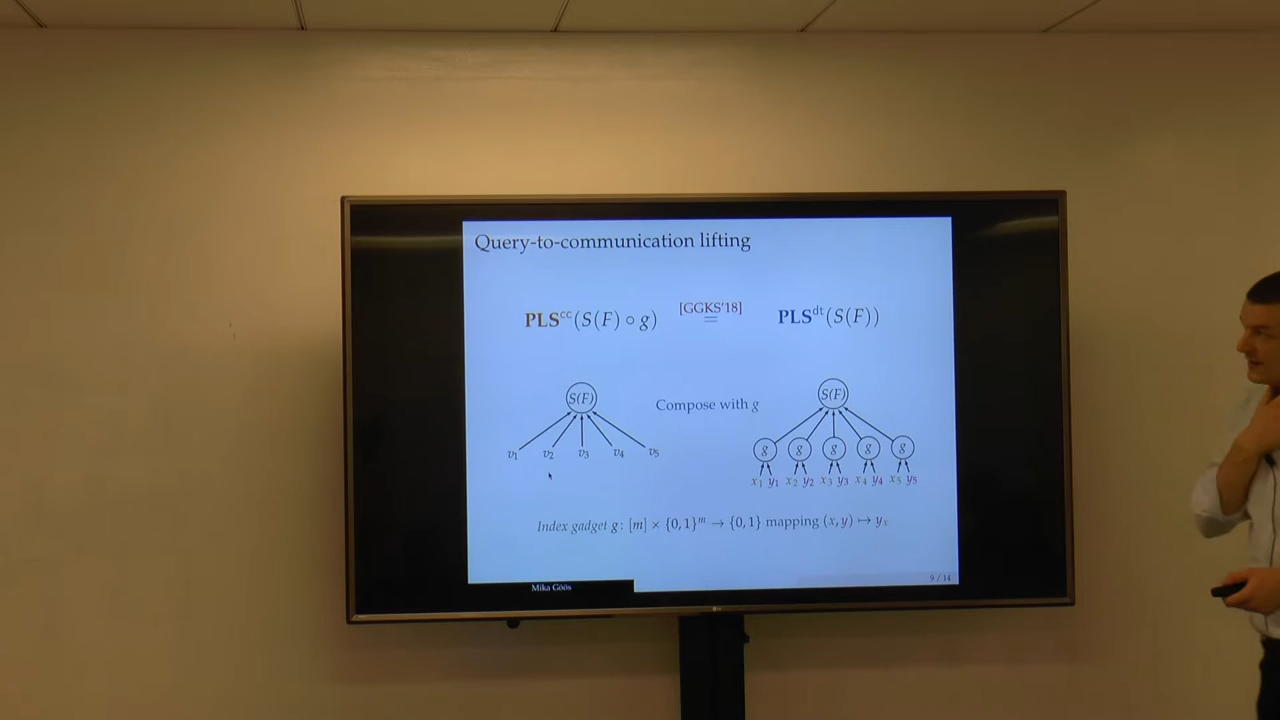 Query-to-communication lifting
[GGKS'18]
PLS^cc(S(F) ∘ g) = PLS^dt(S(F))
S(F) S(F)
Compose with g
g g g g g
v₁ v₂ v₃ v₄ v₅
x₁ y₁ x₂ y₂ x₃ y₃ x₄ y₄ x₅ y₅
Index gadget g: [m] × {0,1}^m → {0,1} mapping (x, y) ↦ yₓ
9 / 14
Mika Göös
LG